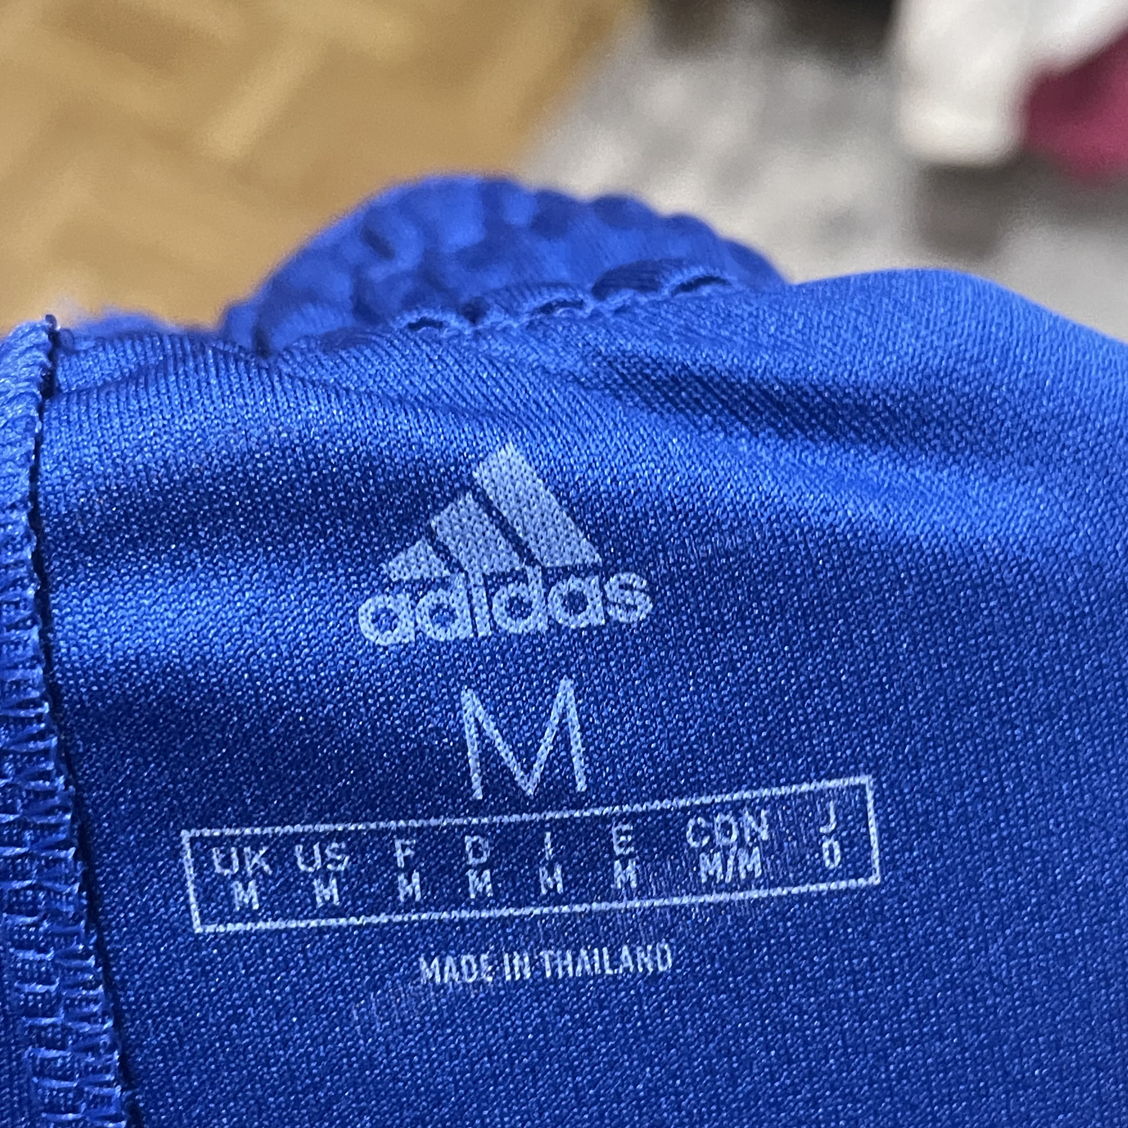 adidas
M
UK US F D I E CDN J
M M M M M M M/M O
MADE IN THAILAND